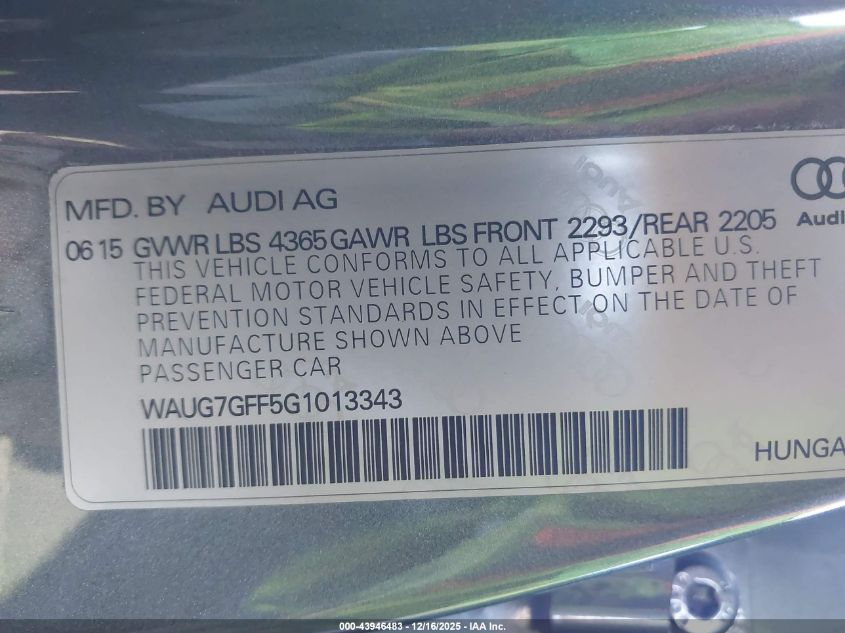 MFD. BY AUDI AG
Audi
06 15 GVWR LBS 4365 GAWR LBS FRONT 2293/REAR 2205
THIS VEHICLE CONFORMS TO ALL APPLICABLE U.S.
FEDERAL MOTOR VEHICLE SAFETY, BUMPER AND THEFT
PREVENTION STANDARDS IN EFFECT ON THE DATE OF
MANUFACTURE SHOWN ABOVE
PASSENGER CAR
WAUG7GFF5G1013343
HUNGA
000-43946483 - 12/16/2025 - IAA Inc.